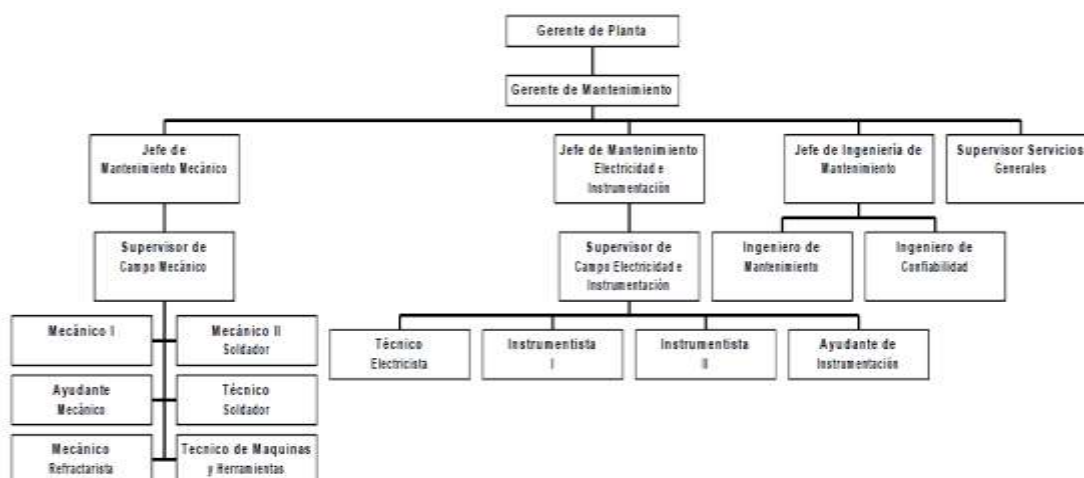 Gerente de Planta
Gerente de Mantenimiento
Jefe de
Mantenimiento Mecánico
Jefe de Mantenimiento
Electricidad e
Instrumentación
Jefe de Ingeniería de
Mantenimiento
Supervisor Servicios
Generales
Supervisor de
Campo Mecánico
Supervisor de
Campo Electricidad e
Instrumentación
Ingeniero de
Mantenimiento
Ingeniero de
Confiabilidad
Mecánico I
Mecánico II
Soldador
Técnico
Electricista
Instrumentista
I
Instrumentista
II
Ayudante de
Instrumentación
Ayudante
Mecánico
Técnico
Soldador
Mecánico
Refractarista
Tecnico de Maquinas
y Herramientas